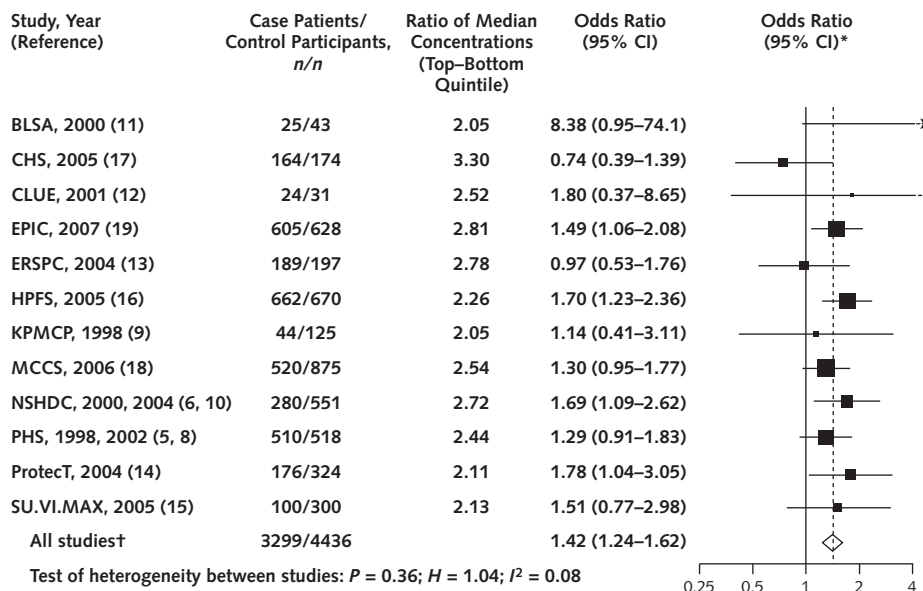 Study, Year (Reference) Case Patients/ Control Participants, n/n Ratio of Median Concentrations (Top–Bottom Quintile) Odds Ratio (95% CI) Odds Ratio (95% CI)*
BLSA, 2000 (11) 25/43 2.05 8.38 (0.95–74.1)
CHS, 2005 (17) 164/174 3.30 0.74 (0.39–1.39)
CLUE, 2001 (12) 24/31 2.52 1.80 (0.37–8.65)
EPIC, 2007 (19) 605/628 2.81 1.49 (1.06–2.08)
ERSPC, 2004 (13) 189/197 2.78 0.97 (0.53–1.76)
HPFS, 2005 (16) 662/670 2.26 1.70 (1.23–2.36)
KPMCP, 1998 (9) 44/125 2.05 1.14 (0.41–3.11)
MCCS, 2006 (18) 520/875 2.54 1.30 (0.95–1.77)
NSHDC, 2000, 2004 (6, 10) 280/551 2.72 1.69 (1.09–2.62)
PHS, 1998, 2002 (5, 8) 510/518 2.44 1.29 (0.91–1.83)
ProtecT, 2004 (14) 176/324 2.11 1.78 (1.04–3.05)
SU.VI.MAX, 2005 (15) 100/300 2.13 1.51 (0.77–2.98)
All studies† 3299/4436 1.42 (1.24–1.62)
Test of heterogeneity between studies: P = 0.36; H = 1.04; I² = 0.08
0.25 0.5 1 2 4